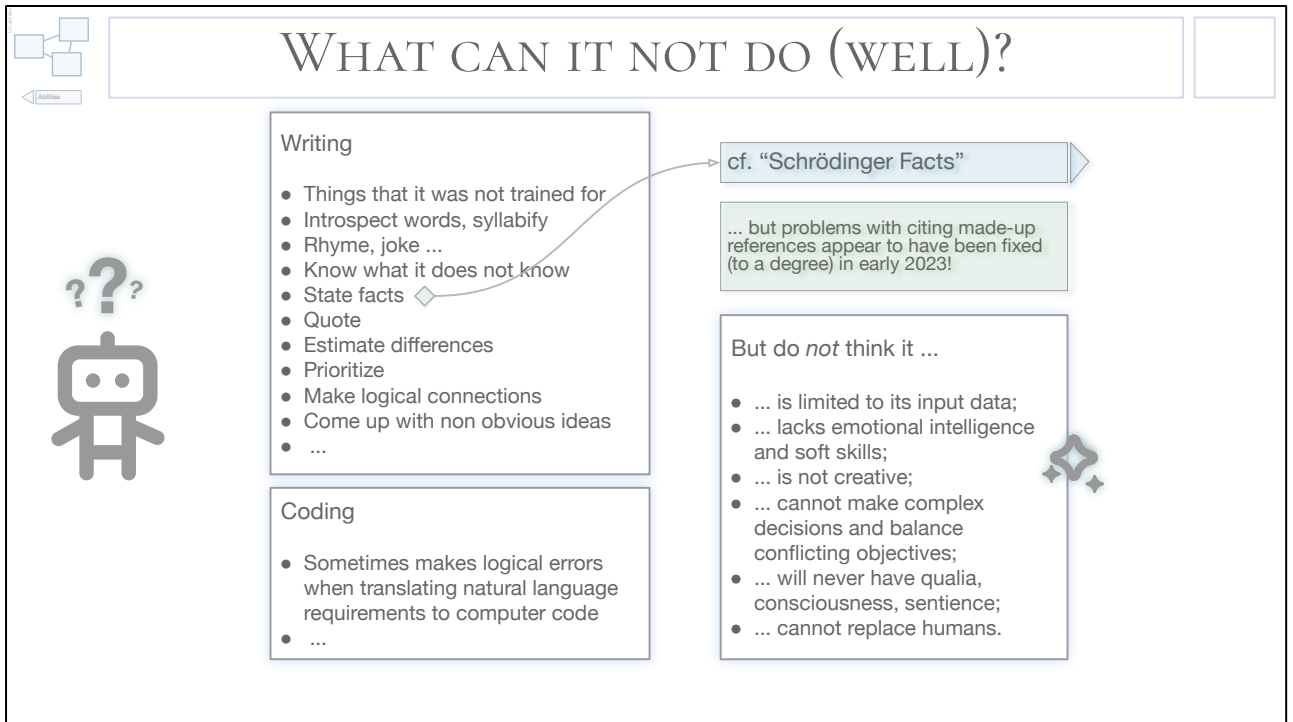 WHAT CAN IT NOT DO (WELL)?
Abilities
Writing
● Things that it was not trained for
● Introspect words, syllabify
● Rhyme, joke ...
● Know what it does not know
● State facts
● Quote
● Estimate differences
● Prioritize
● Make logical connections
● Come up with non obvious ideas
● ...
Coding
● Sometimes makes logical errors
when translating natural language
requirements to computer code
● ...
cf. “Schrödinger Facts”
... but problems with citing made-up
references appear to have been fixed
(to a degree) in early 2023!
But do not think it ...
● ... is limited to its input data;
● ... lacks emotional intelligence
and soft skills;
● ... is not creative;
● ... cannot make complex
decisions and balance
conflicting objectives;
● ... will never have qualia,
consciousness, sentience;
● ... cannot replace humans.
? ? ?